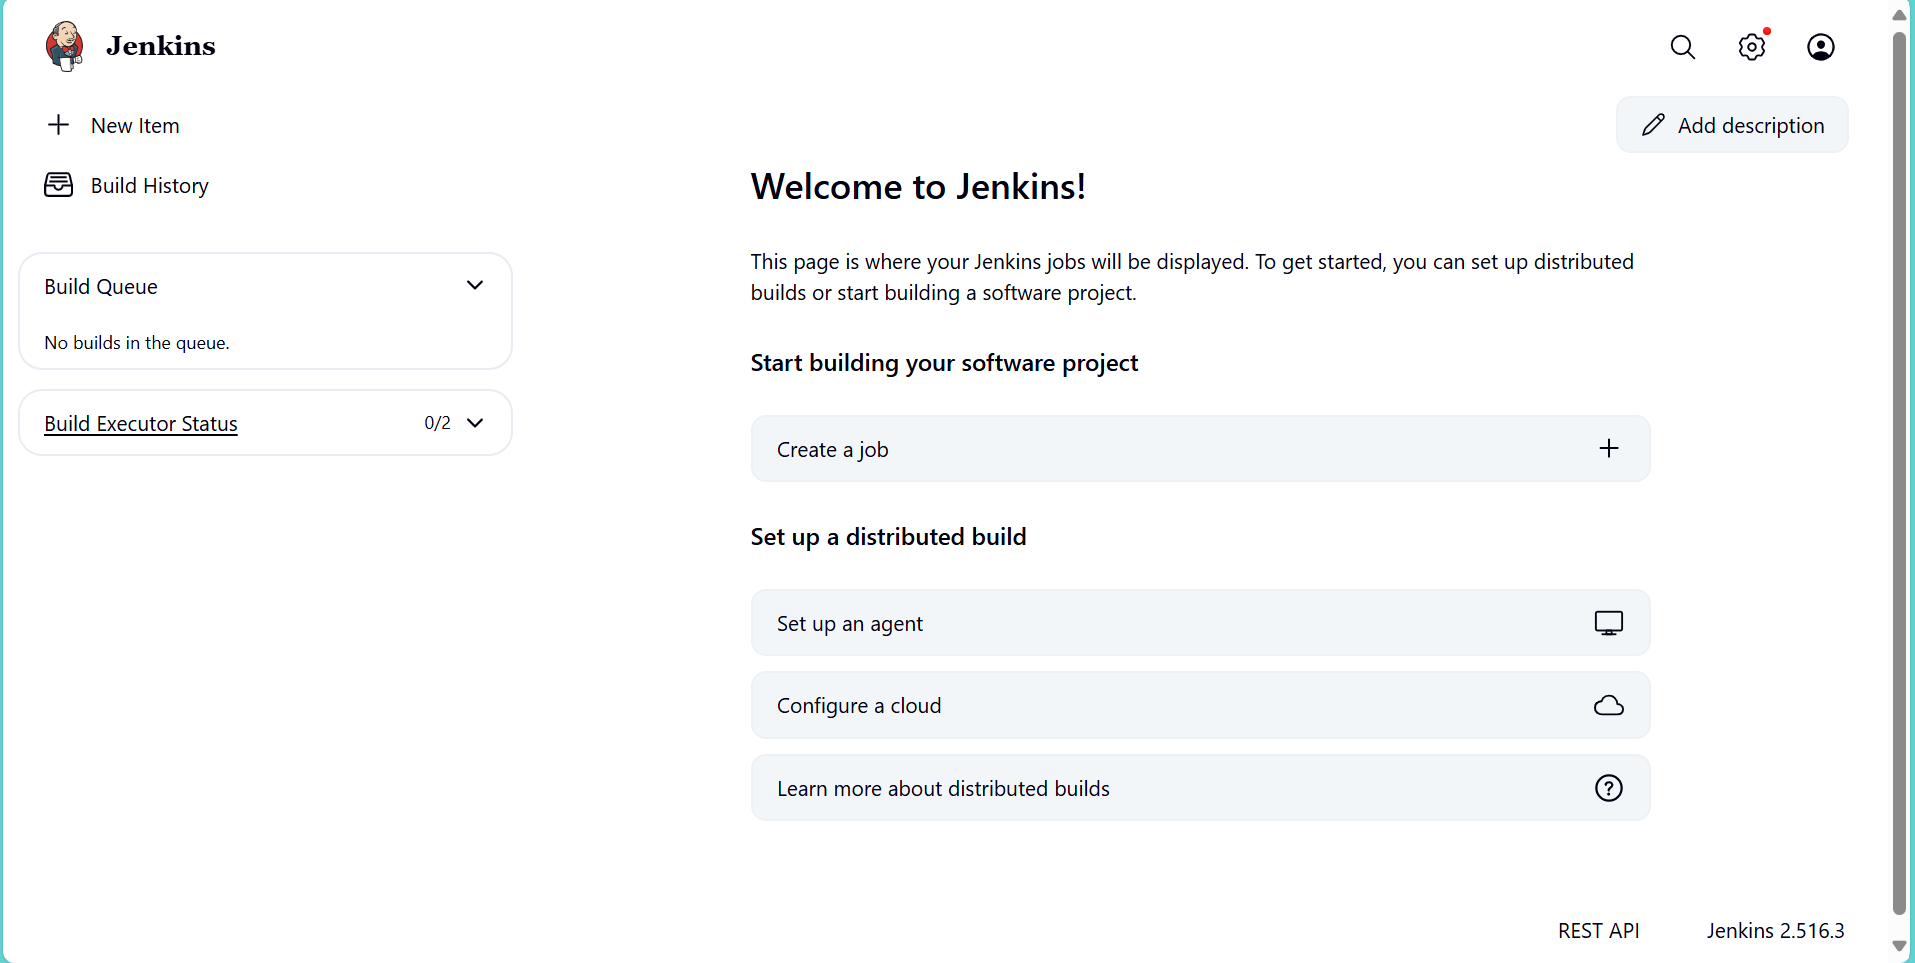 Jenkins
New Item
Build History
Build Queue
No builds in the queue.
Build Executor Status 0/2
Add description
Welcome to Jenkins!
This page is where your Jenkins jobs will be displayed. To get started, you can set up distributed
builds or start building a software project.
Start building your software project
Create a job
Set up a distributed build
Set up an agent
Configure a cloud
Learn more about distributed builds
REST API Jenkins 2.516.3